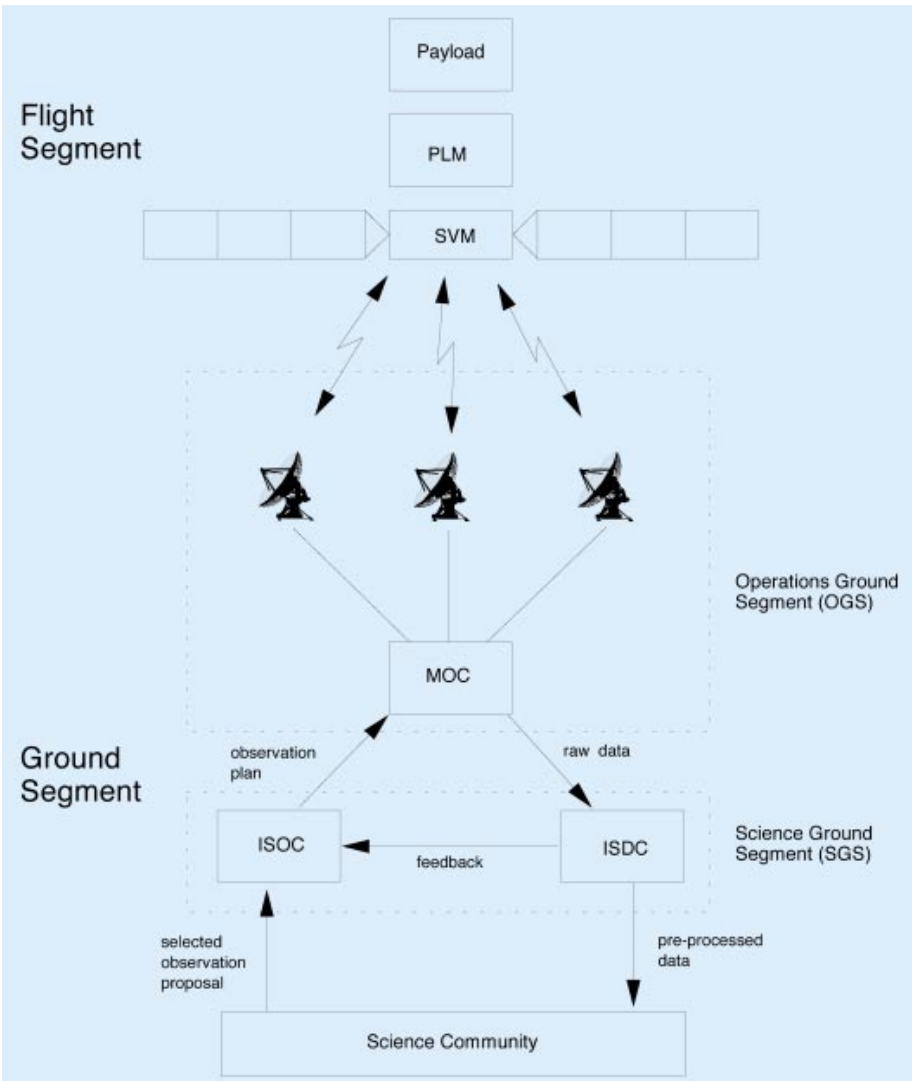 Payload
Flight
Segment
PLM
SVM
Operations Ground
Segment (OGS)
MOC
Ground
Segment
observation
plan
raw data
ISOC
feedback
ISDC
Science Ground
Segment (SGS)
selected
observation
proposal
pre-processed
data
Science Community